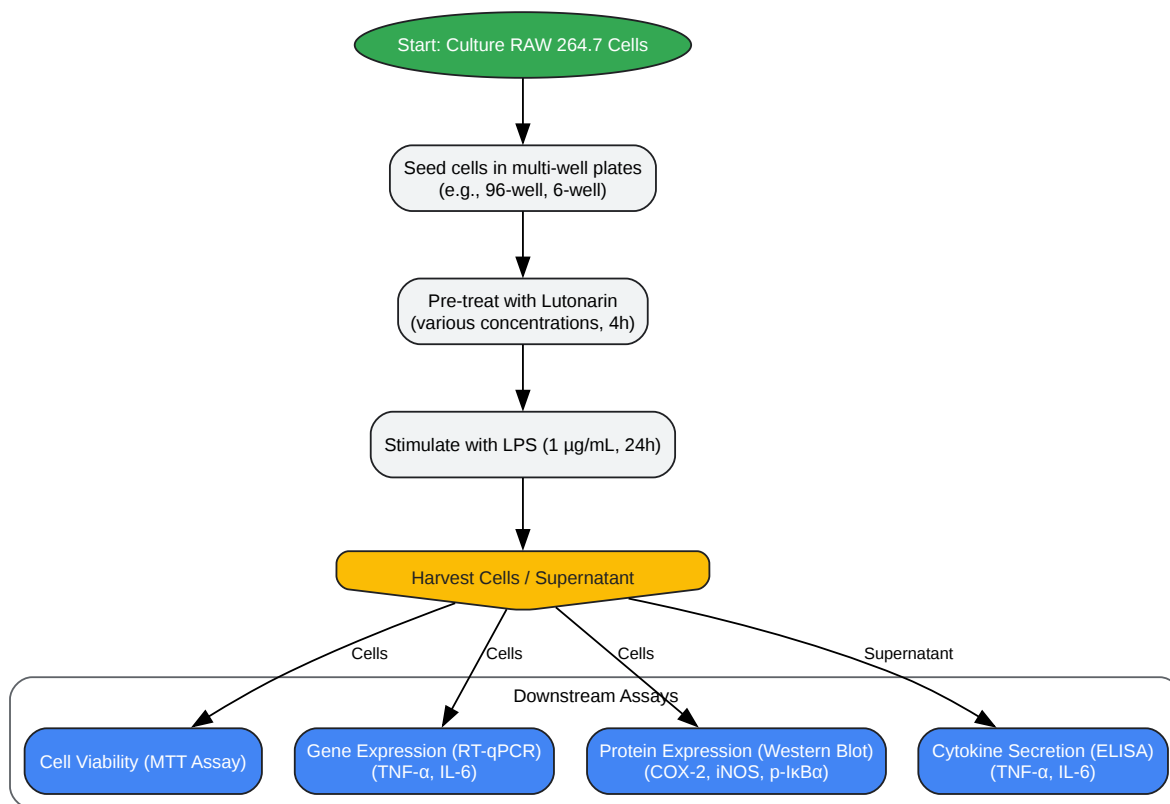 Start: Culture RAW 264.7 Cells
Seed cells in multi-well plates
(e.g., 96-well, 6-well)
Pre-treat with Lutonarin
(various concentrations, 4h)
Stimulate with LPS (1 µg/mL, 24h)
Harvest Cells / Supernatant
Cells
Cells
Cells
Supernatant
Downstream Assays
Cell Viability (MTT Assay)
Gene Expression (RT-qPCR)
(TNF-α, IL-6)
Protein Expression (Western Blot)
(COX-2, iNOS, p-IκBα)
Cytokine Secretion (ELISA)
(TNF-α, IL-6)